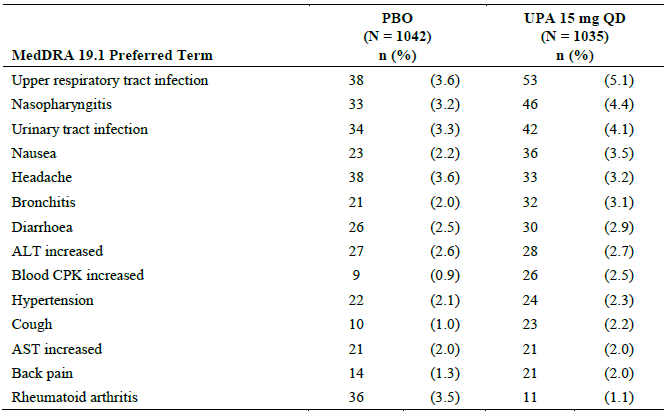 PBO UPA 15 mg QD
(N = 1042) (N = 1035)
MedDRA 19.1 Preferred Term n (%) n (%)
Upper respiratory tract infection 38 (3.6) 53 (5.1)
Nasopharyngitis 33 (3.2) 46 (4.4)
Urinary tract infection 34 (3.3) 42 (4.1)
Nausea 23 (2.2) 36 (3.5)
Headache 38 (3.6) 33 (3.2)
Bronchitis 21 (2.0) 32 (3.1)
Diarrhoea 26 (2.5) 30 (2.9)
ALT increased 27 (2.6) 28 (2.7)
Blood CPK increased 9 (0.9) 26 (2.5)
Hypertension 22 (2.1) 24 (2.3)
Cough 10 (1.0) 23 (2.2)
AST increased 21 (2.0) 21 (2.0)
Back pain 14 (1.3) 21 (2.0)
Rheumatoid arthritis 36 (3.5) 11 (1.1)